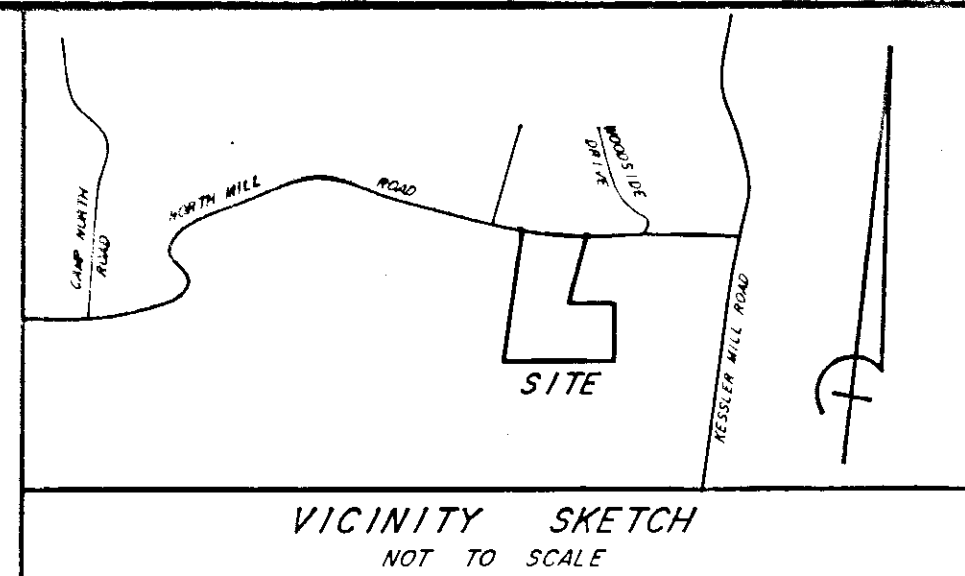 CAMP NORTH
ROAD
NORTH MILL ROAD
WOODSIDE
DRIVE
KESSLER MILL ROAD
SITE
VICINITY SKETCH
NOT TO SCALE